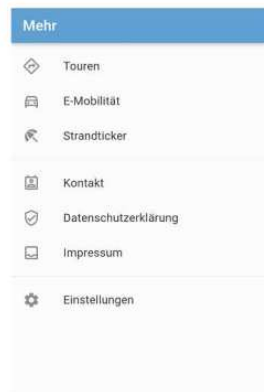 Mehr
Touren
E-Mobilität
Strandticker
Kontakt
Datenschutzerklärung
Impressum
Einstellungen